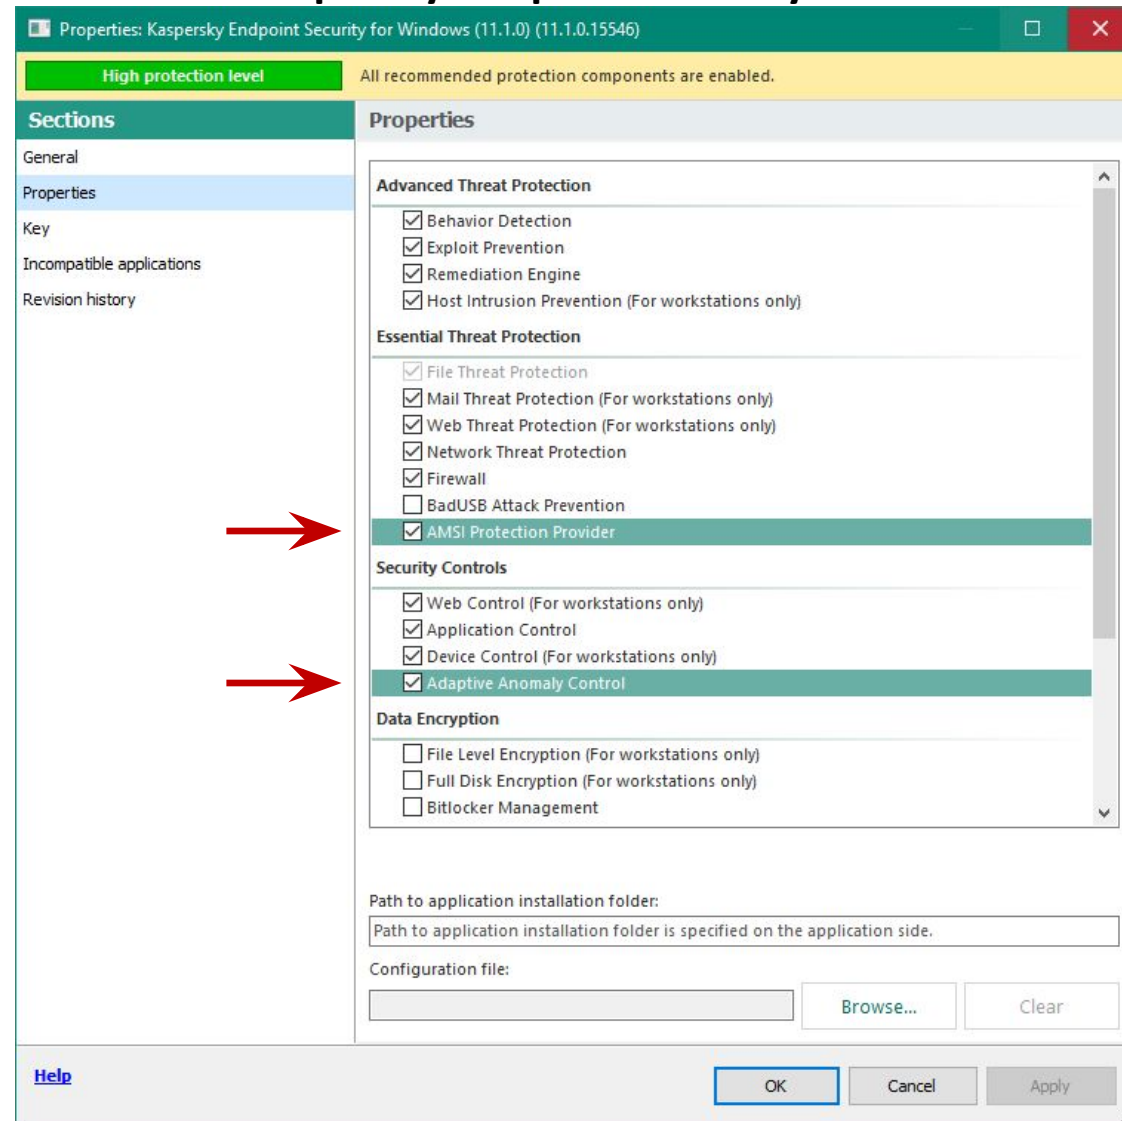 Properties: Kaspersky Endpoint Security for Windows (11.1.0) (11.1.0.15546)
High protection level
All recommended protection components are enabled.
Sections
Properties
General
Properties
Key
Incompatible applications
Revision history
Advanced Threat Protection
Behavior Detection
Exploit Prevention
Remediation Engine
Host Intrusion Prevention (For workstations only)
Essential Threat Protection
File Threat Protection
Mail Threat Protection (For workstations only)
Web Threat Protection (For workstations only)
Network Threat Protection
Firewall
BadUSB Attack Prevention
AMSI Protection Provider
Security Controls
Web Control (For workstations only)
Application Control
Device Control (For workstations only)
Adaptive Anomaly Control
Data Encryption
File Level Encryption (For workstations only)
Full Disk Encryption (For workstations only)
Bitlocker Management
Path to application installation folder:
Path to application installation folder is specified on the application side.
Configuration file:
Browse...
Clear
Help
OK
Cancel
Apply